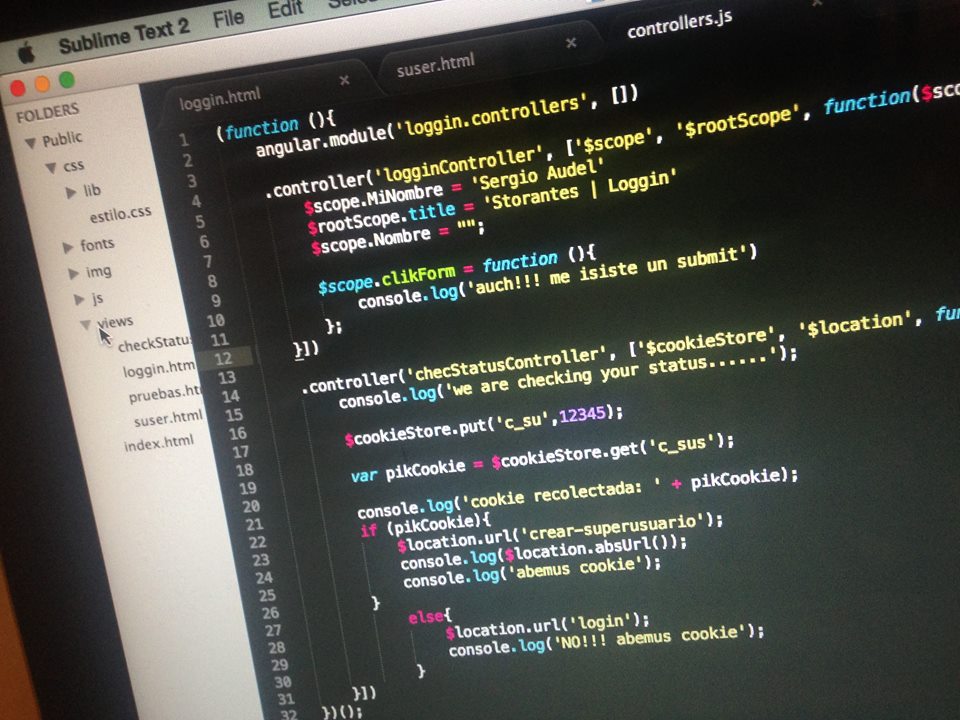 Sublime Text 2 File Edit
loggin.html × suser.html × controllers.js ×
FOLDERS
Public
css
lib
estilo.css
fonts
img
js
views
checkStatu
loggin.htm
pruebas.ht
suser.html
index.html
1 (function (){
2 angular.module('loggin.controllers', [])
3
4 .controller('logginController', ['$scope', '$rootScope', function($sco
5 $scope.MiNombre = 'Sergio Audel'
6 $rootScope.title = 'Storantes | Loggin'
7 $scope.Nombre = "";
8
9 $scope.clikForm = function (){
10 console.log('auch!!! me isiste un submit')
11 };
12 }])
13
14 .controller('checStatusController', ['$cookieStore', '$location', fun
15 console.log('we are checking your status......');
16
17 $cookieStore.put('c_su',12345);
18
19 var pikCookie = $cookieStore.get('c_sus');
20
21 console.log('cookie recolectada: ' + pikCookie);
22 if (pikCookie){
23 $location.url('crear-superusuario');
24 console.log($location.absUrl());
25 console.log('abemus cookie');
26 }
27 else{
28 $location.url('login');
29 console.log('NO!!! abemus cookie');
30 }
31 }])
32 })();